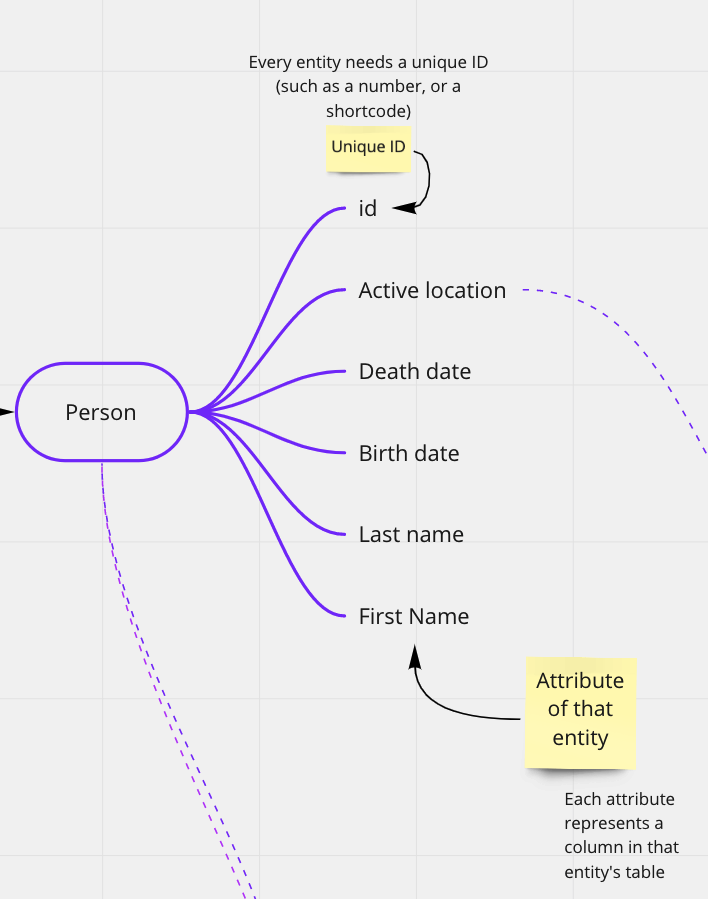 Every entity needs a unique ID
(such as a number, or a
shortcode)
Unique ID
id
Active location
Death date
Person
Birth date
Last name
First Name
Attribute
of that
entity
Each attribute
represents a
column in that
entity's table